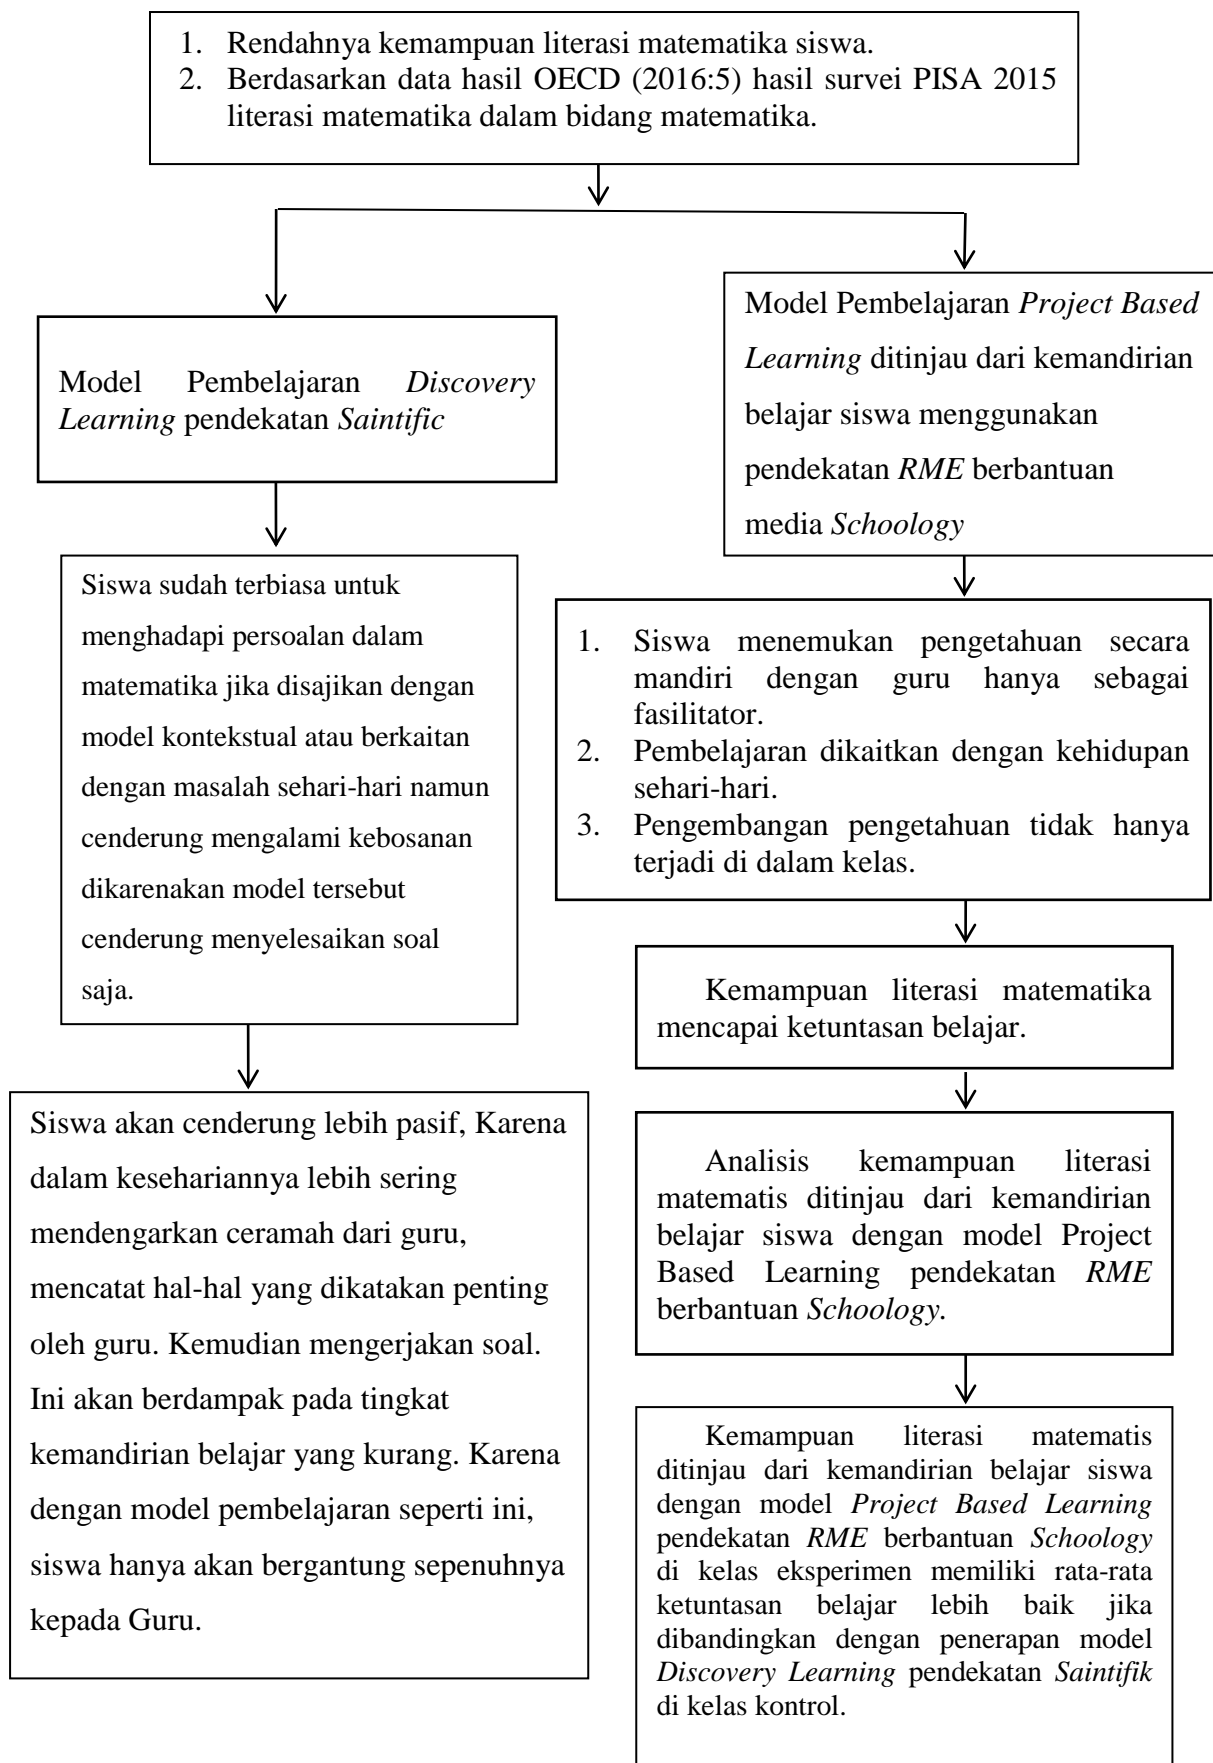 1. Rendahnya kemampuan literasi matematika siswa.
2. Berdasarkan data hasil OECD (2016:5) hasil survei PISA 2015
literasi matematika dalam bidang matematika.
Model Pembelajaran Discovery
Learning pendekatan Saintific
Siswa sudah terbiasa untuk
menghadapi persoalan dalam
matematika jika disajikan dengan
model kontekstual atau berkaitan
dengan masalah sehari-hari namun
cenderung mengalami kebosanan
dikarenakan model tersebut
cenderung menyelesaikan soal
saja.
Siswa akan cenderung lebih pasif, Karena
dalam kesehariannya lebih sering
mendengarkan ceramah dari guru,
mencatat hal-hal yang dikatakan penting
oleh guru. Kemudian mengerjakan soal.
Ini akan berdampak pada tingkat
kemandirian belajar yang kurang. Karena
dengan model pembelajaran seperti ini,
siswa hanya akan bergantung sepenuhnya
kepada Guru.
Model Pembelajaran Project Based
Learning ditinjau dari kemandirian
belajar siswa menggunakan
pendekatan RME berbantuan
media Schoology
1. Siswa menemukan pengetahuan secara
mandiri dengan guru hanya sebagai
fasilitator.
2. Pembelajaran dikaitkan dengan kehidupan
sehari-hari.
3. Pengembangan pengetahuan tidak hanya
terjadi di dalam kelas.
Kemampuan literasi matematika
mencapai ketuntasan belajar.
Analisis kemampuan literasi
matematis ditinjau dari kemandirian
belajar siswa dengan model Project
Based Learning pendekatan RME
berbantuan Schoology.
Kemampuan literasi matematis
ditinjau dari kemandirian belajar siswa
dengan model Project Based Learning
pendekatan RME berbantuan Schoology
di kelas eksperimen memiliki rata-rata
ketuntasan belajar lebih baik jika
dibandingkan dengan penerapan model
Discovery Learning pendekatan Saintifik
di kelas kontrol.